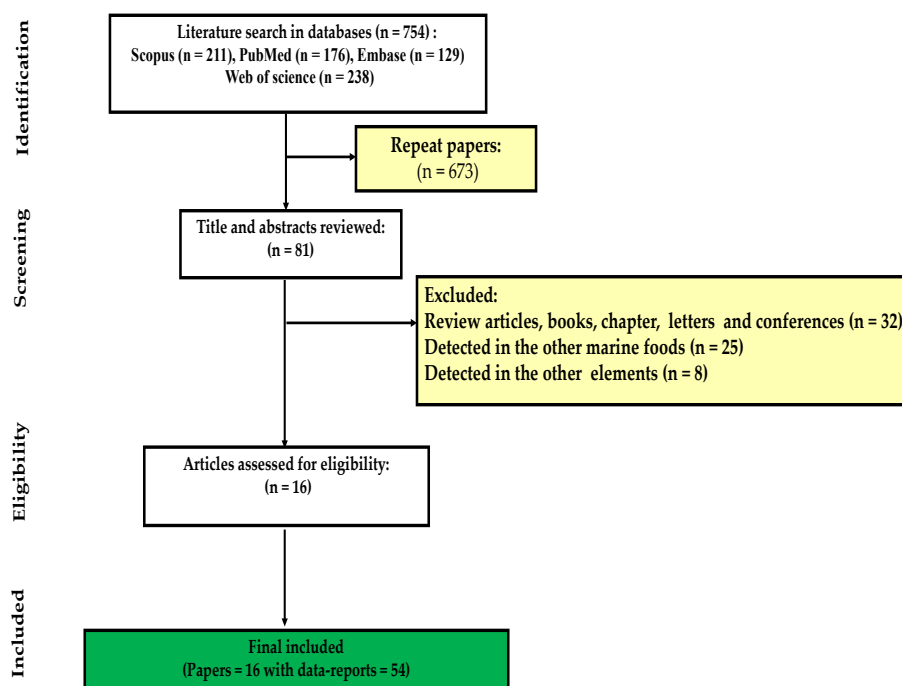 Identification
Literature search in databases (n = 754) :
Scopus (n = 211), PubMed (n = 176), Embase (n = 129)
Web of science (n = 238)
Repeat papers:
(n = 673)
Screening
Title and abstracts reviewed:
(n = 81)
Excluded:
Review articles, books, chapter, letters and conferences (n = 32)
Detected in the other marine foods (n = 25)
Detected in the other elements (n = 8)
Eligibility
Articles assessed for eligibility:
(n = 16)
Included
Final included
(Papers = 16 with data-reports = 54)